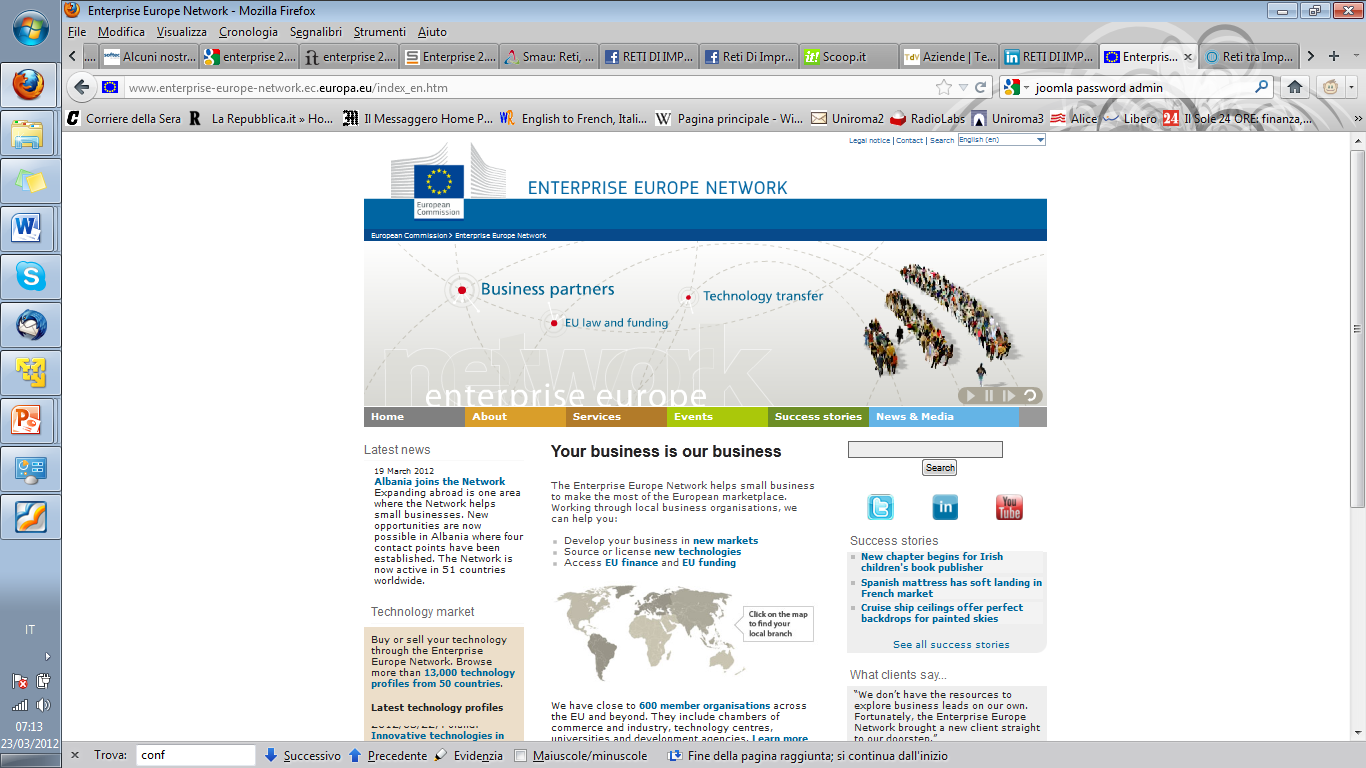 Enterprise Europe Network - Mozilla Firefox
File Modifica Visualizza Cronologia Segnalibri Strumenti Aiuto
... softec Alcuni nostr... enterprise 2.... enterprise 2.... Enterprise 2.... Smau: Reti, ... RETI DI IMP... Reti Di Impr... Scoop.it TdV Aziende | Te... RETI DI IMP... Enterpris... Reti tra Imp...
www.enterprise-europe-network.ec.europa.eu/index_en.htm
joomla password admin
Corriere della Sera La Repubblica.it » Ho... Il Messaggero Home P... WR English to French, Itali... Pagina principale - Wi... Uniroma2 RadioLabs Uniroma3 Alice Libero 24 Il Sole 24 ORE: finanza,...
Legal notice | Contact | Search English (en)
ENTERPRISE EUROPE NETWORK
European
Commission
European Commission > Enterprise Europe Network
Business partners
Technology transfer
EU law and funding
network
enterprise europe
Home About Services Events Success stories News & Media
Latest news
19 March 2012
Albania joins the Network
Expanding abroad is one area
where the Network helps
small businesses. New
opportunities are now
possible in Albania where four
contact points have been
established. The Network is
now active in 51 countries
worldwide.
Technology market
Buy or sell your technology
through the Enterprise
Europe Network. Browse
more than 13,000 technology
profiles from 50 countries.
Latest technology profiles
Innovative technologies in
Your business is our business
The Enterprise Europe Network helps small business
to make the most of the European marketplace.
Working through local business organisations, we
can help you:
Develop your business in new markets
Source or license new technologies
Access EU finance and EU funding
Click on the map
to find your
local branch
We have close to 600 member organisations across
the EU and beyond. They include chambers of
commerce and industry, technology centres,
universities and development agencies. Learn more
Search
You
Tube
Success stories
New chapter begins for Irish
children's book publisher
Spanish mattress has soft landing in
French market
Cruise ship ceilings offer perfect
backdrops for painted skies
See all success stories
What clients say...
"We don't have the resources to
explore business leads on our own.
Fortunately, the Enterprise Europe
Network brought a new client straight
to our doorsten."
IT
07:13
23/03/2012
Trova: conf Successivo Precedente Evidenzia Maiuscole/minuscole Fine della pagina raggiunta; si continua dall'inizio